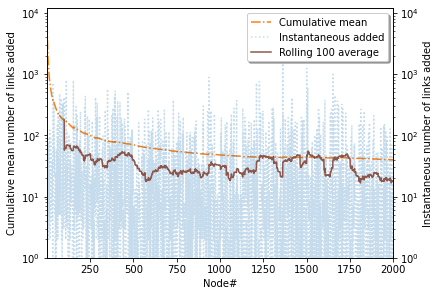 Cumulative mean number of links added
10⁴
10³
10²
10¹
10⁰
Cumulative mean
Instantaneous added
Rolling 100 average
10⁴
10³
10²
10¹
10⁰
Instantaneous number of links added
250 500 750 1000 1250 1500 1750 2000
Node#